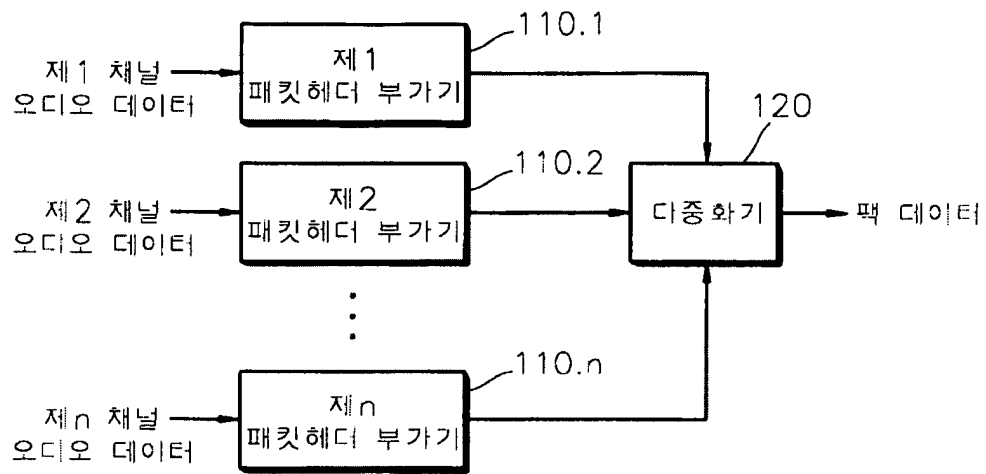 110.1
제1 채널
오디오 데이터
제1
패킷헤더 부가기
120
110.2
제2 채널
오디오 데이터
제2
패킷헤더 부가기
다중화기
팩 데이터
110.n
제n 채널
오디오 데이터
제n
패킷헤더 부가기